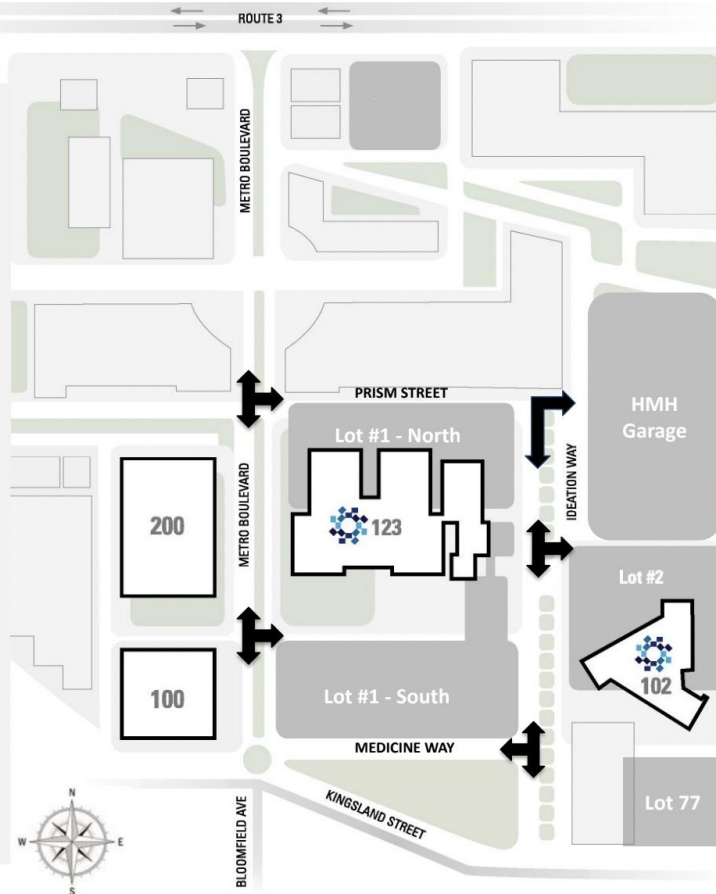 ROUTE 3
METRO BOULEVARD
PRISM STREET
HMH
Garage
Lot #1 - North
IDEATION WAY
METRO BOULEVARD
200
123
Lot #2
102
100
Lot #1 - South
MEDICINE WAY
Lot 77
KINGSLAND STREET
BLOOMFIELD AVE
N
W
E
S